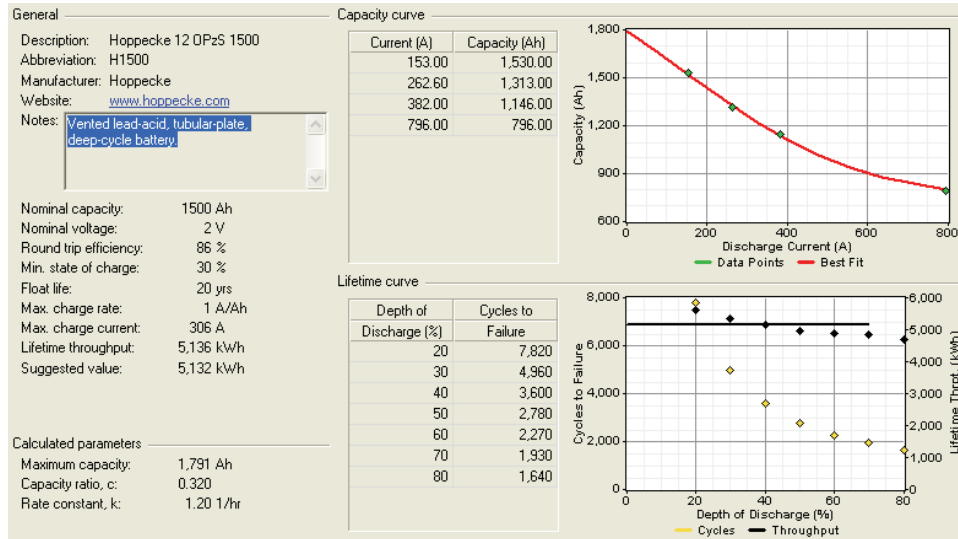 General
Description: Hoppecke 12 OPzS 1500
Abbreviation: H1500
Manufacturer: Hoppecke
Website: www.hoppecke.com
Notes: Vented lead-acid, tubular-plate,
deep-cycle battery.
Nominal capacity: 1500 Ah
Nominal voltage: 2 V
Round trip efficiency: 86 %
Min. state of charge: 30 %
Float life: 20 yrs
Max. charge rate: 1 A/Ah
Max. charge current: 306 A
Lifetime throughput: 5,136 kWh
Suggested value: 5,132 kWh
Calculated parameters
Maximum capacity: 1,791 Ah
Capacity ratio, c: 0.320
Rate constant, k: 1.20 1/hr
Capacity curve
Current (A) Capacity (Ah)
153.00 1,530.00
262.60 1,313.00
382.00 1,146.00
796.00 796.00
1,800
1,500
1,200
900
600
Capacity (Ah)
0 200 400 600 800
Discharge Current (A)
Data Points Best Fit
Lifetime curve
Depth of Cycles to
Discharge (%) Failure
20 7,820
30 4,960
40 3,600
50 2,780
60 2,270
70 1,930
80 1,640
8,000
6,000
4,000
2,000
0
Cycles to Failure
6,000
5,000
4,000
3,000
2,000
1,000
0
Lifetime Thrpt. (kWh)
0 20 40 60 80
Depth of Discharge (%)
Cycles Throughput